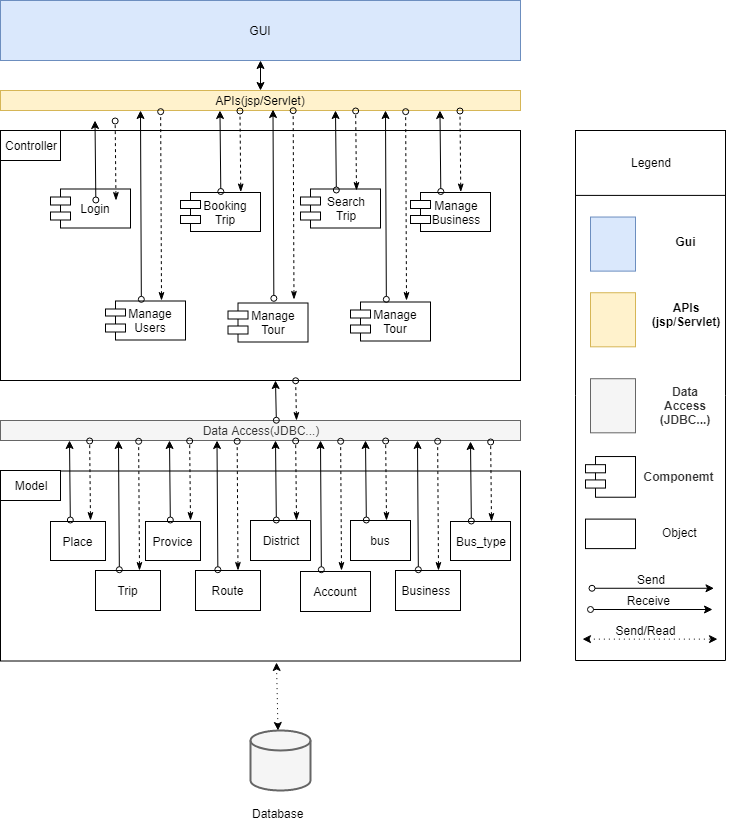 GUI
APIs(jsp/Servlet)
Controller
Login
Booking
Trip
Search
Trip
Manage
Business
Manage
Users
Manage
Tour
Manage
Tour
Data Access(JDBC...)
Model
Place
Provice
District
bus
Bus_type
Trip
Route
Account
Business
Database
Legend
Gui
APIs
(jsp/Servlet)
Data
Access
(JDBC...)
Componemt
Object
Send
Receive
Send/Read